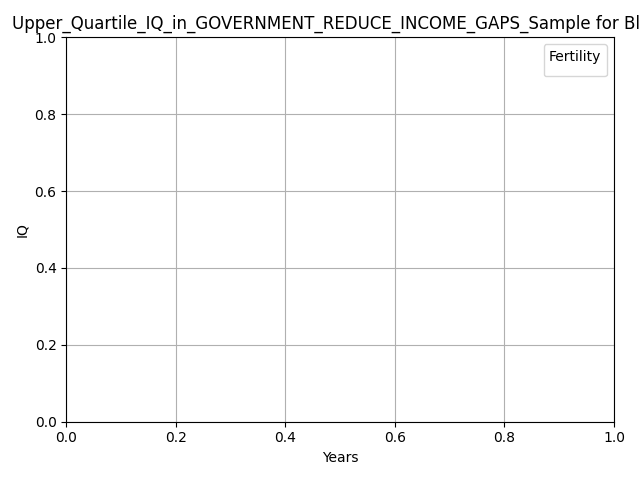 Upper_Quartile_IQ_in_GOVERNMENT_REDUCE_INCOME_GAPS_Sample for Bl
Fertility
1.0
0.8
0.6
0.4
0.2
0.0
IQ
0.0 0.2 0.4 0.6 0.8 1.0
Years